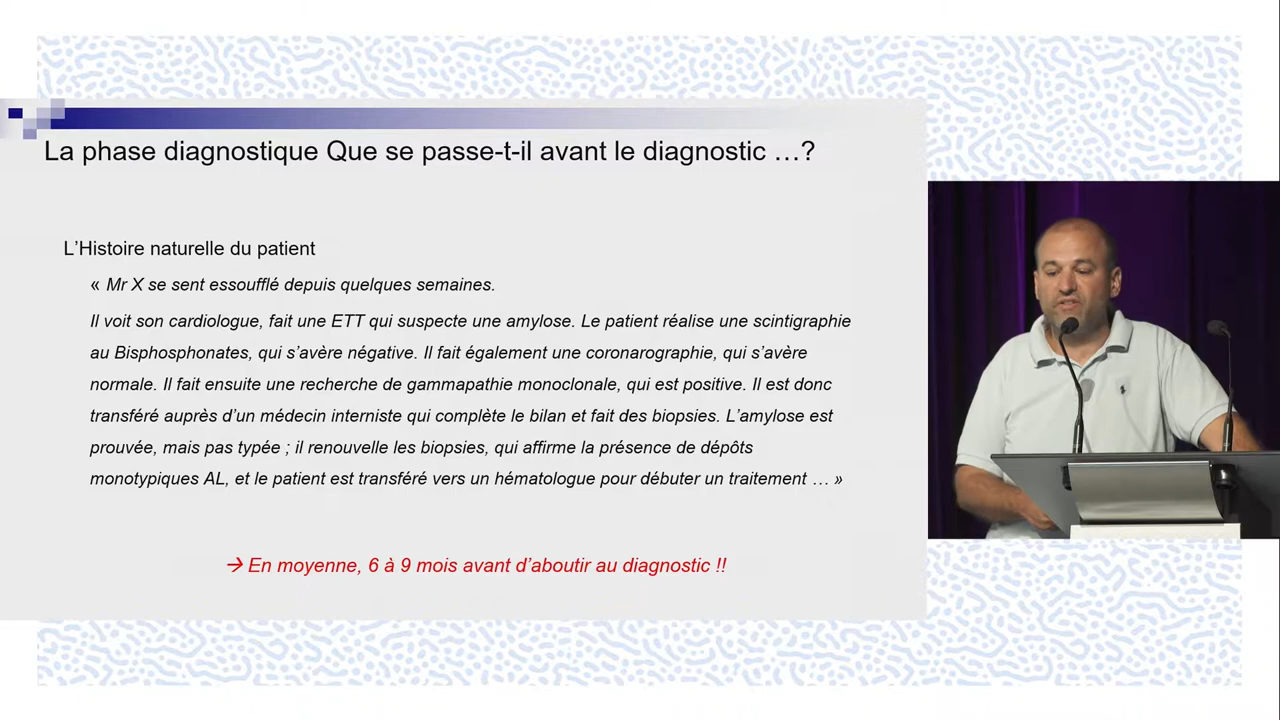 La phase diagnostique Que se passe-t-il avant le diagnostic …?
L’Histoire naturelle du patient
« Mr X se sent essoufflé depuis quelques semaines.
Il voit son cardiologue, fait une ETT qui suspecte une amylose. Le patient réalise une scintigraphie
au Bisphosphonates, qui s’avère négative. Il fait également une coronarographie, qui s’avère
normale. Il fait ensuite une recherche de gammapathie monoclonale, qui est positive. Il est donc
transféré auprès d’un médecin interniste qui complète le bilan et fait des biopsies. L’amylose est
prouvée, mais pas typée ; il renouvelle les biopsies, qui affirme la présence de dépôts
monotypiques AL, et le patient est transféré vers un hématologue pour débuter un traitement … »
→ En moyenne, 6 à 9 mois avant d’aboutir au diagnostic !!